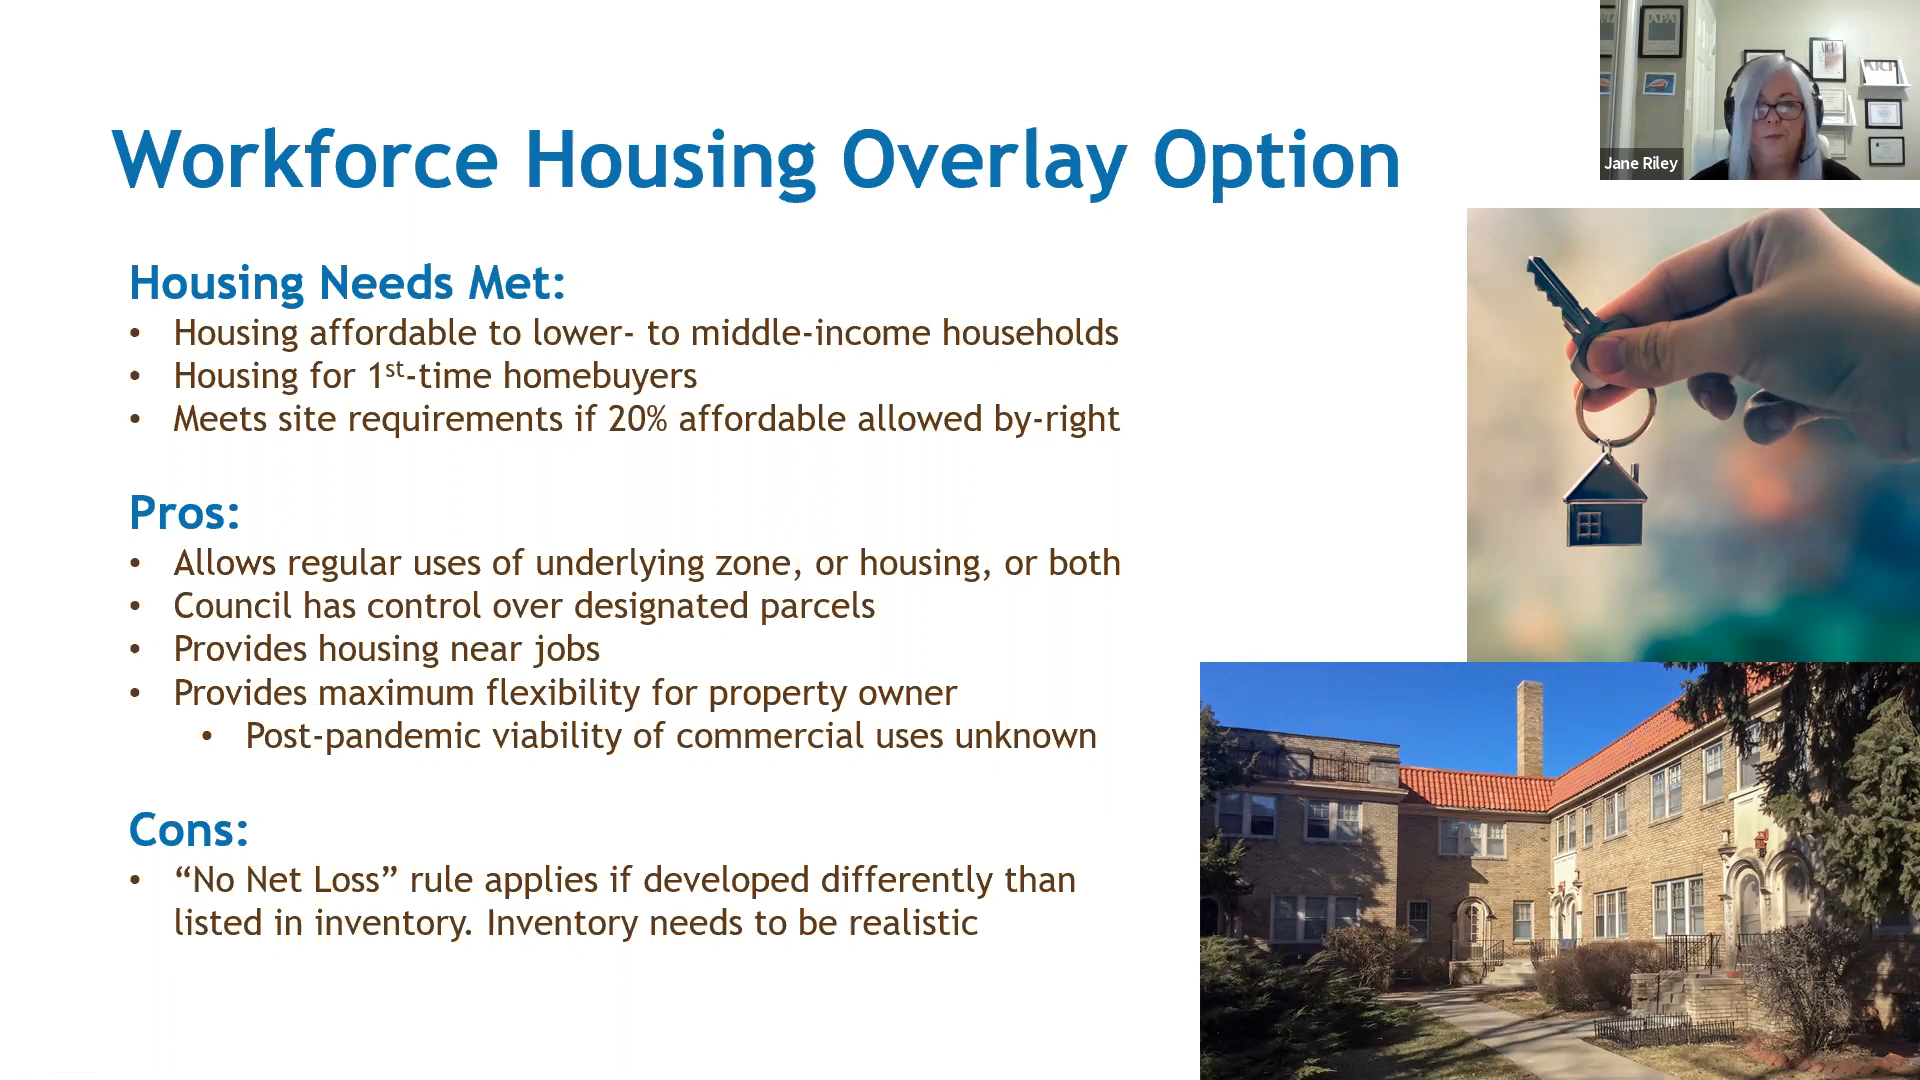 Workforce Housing Overlay Option
APA
AICP
Jane Riley
Housing Needs Met:
• Housing affordable to lower- to middle-income households
• Housing for 1st-time homebuyers
• Meets site requirements if 20% affordable allowed by-right
Pros:
• Allows regular uses of underlying zone, or housing, or both
• Council has control over designated parcels
• Provides housing near jobs
• Provides maximum flexibility for property owner
• Post-pandemic viability of commercial uses unknown
Cons:
• “No Net Loss” rule applies if developed differently than
listed in inventory. Inventory needs to be realistic